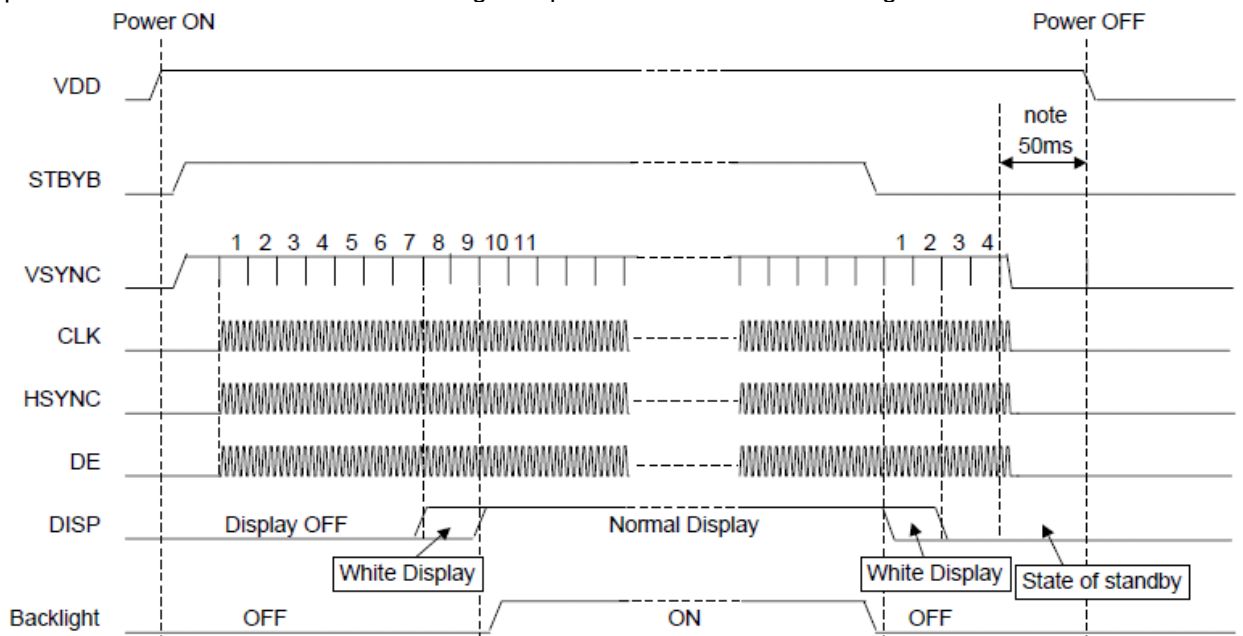 Power ON Power OFF
VDD
note
50ms
STBYB
1 2 3 4 5 6 7 8 9 10 11 1 2 3 4
VSYNC
CLK
HSYNC
DE
DISP Display OFF Normal Display
White Display White Display State of standby
Backlight OFF ON OFF